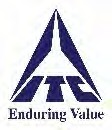 ITC
Enduring Value